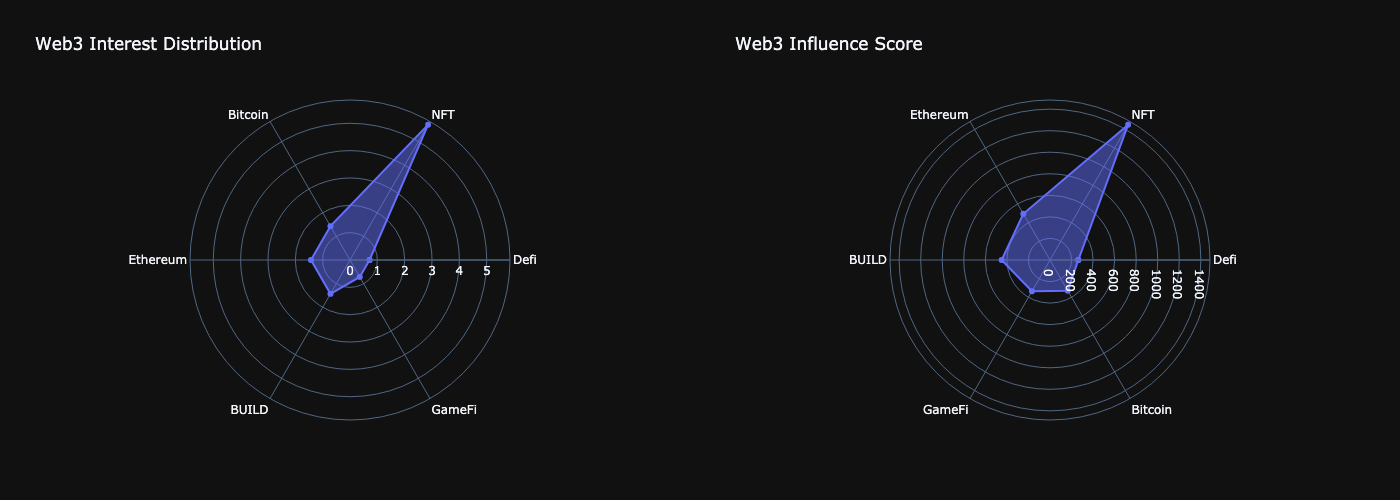 Web3 Interest Distribution
Bitcoin
NFT
Ethereum
Defi
0 1 2 3 4 5
BUILD
GameFi
Web3 Influence Score
Ethereum
NFT
BUILD
Defi
0 200 400 600 800 1000 1200 1400
GameFi
Bitcoin